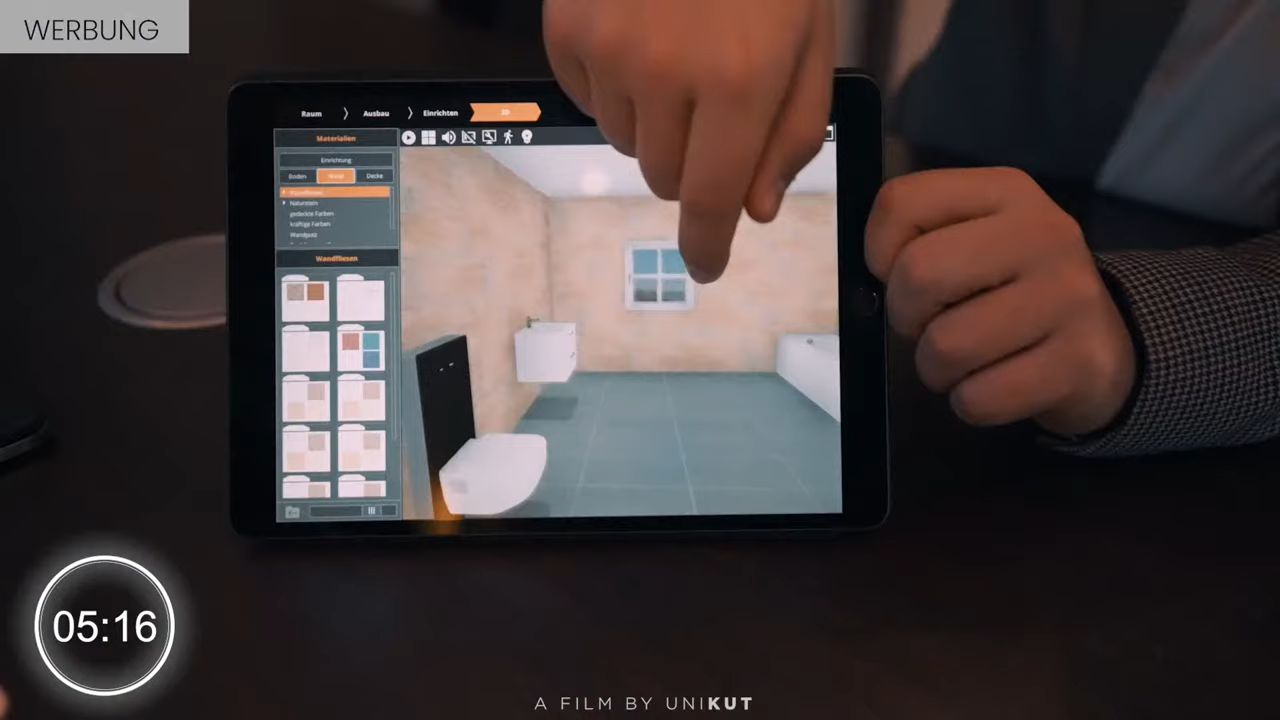 WERBUNG
Raum
Ausbau
Einrichten
3D
Materialien
Einrichtung
Boden
Wand
Decke
Wandfliesen
Naturstein
gedeckte Farben
kräftige Farben
Wandputz
Wandfliesen
05:16
A FILM BY UNIKUT